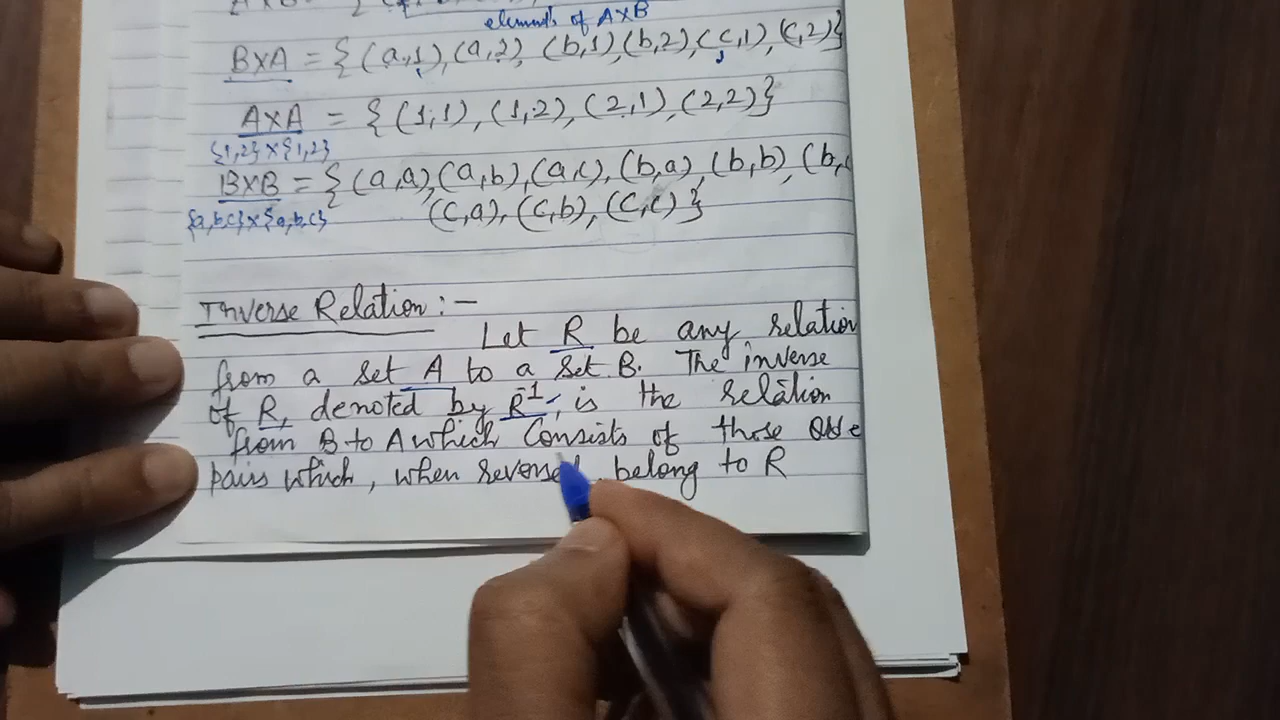 A×B = {(
elements of A×B
B×A = {(a,1),(a,2), (b,1)(b,2),(c,1),(c,2)}
A×A = {(1,1),(1,2),(2,1),(2,2)}
{1,2}×{1,2}
B×B = {(a,a),(a,b),(a,c),(b,a),(b,b),(b,
{a,b,c}×{a,b,c} (c,a),(c,b),(c,c)}
Inverse Relation :—
Let R be any relation
from a set A to a set B. The inverse
of R, denoted by R⁻¹, is the relation
from B to A which Consists of those
pairs which, when reversed belong to R